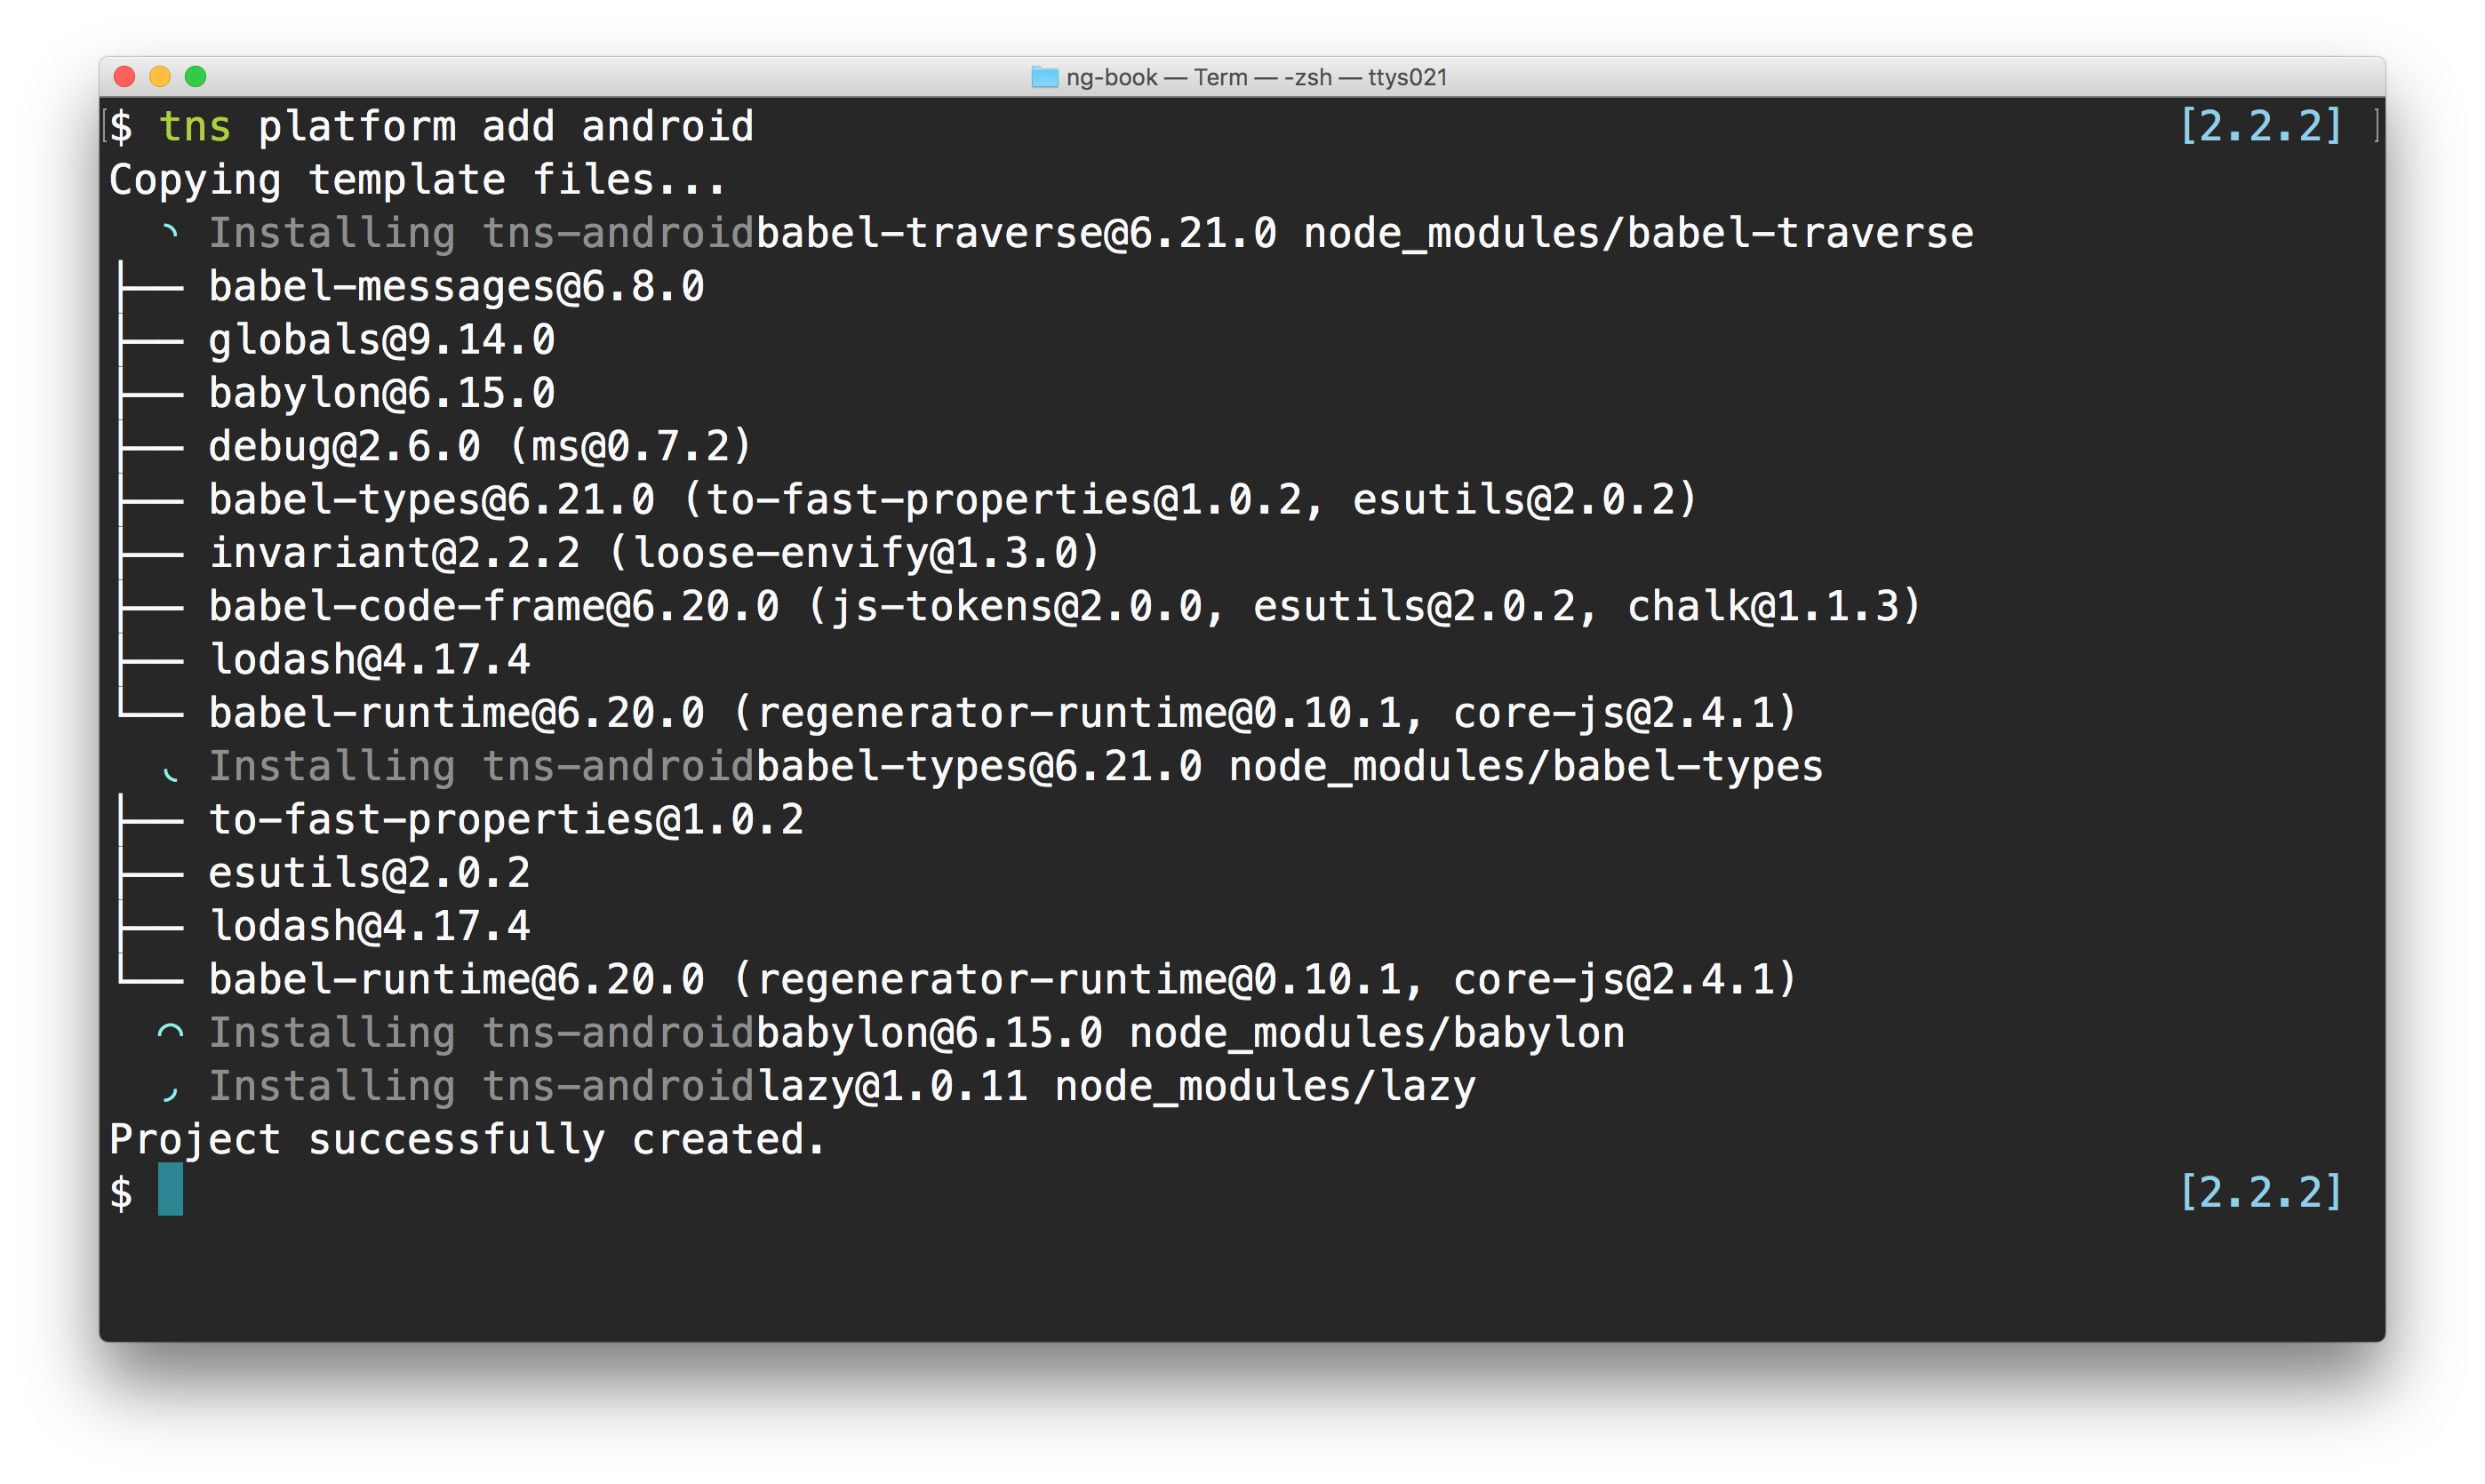 ng-book — Term — -zsh — ttys021
$ tns platform add android [2.2.2]
Copying template files...
Installing tns-androidbabel-traverse@6.21.0 node_modules/babel-traverse
├── babel-messages@6.8.0
├── globals@9.14.0
├── babylon@6.15.0
├── debug@2.6.0 (ms@0.7.2)
├── babel-types@6.21.0 (to-fast-properties@1.0.2, esutils@2.0.2)
├── invariant@2.2.2 (loose-envify@1.3.0)
├── babel-code-frame@6.20.0 (js-tokens@2.0.0, esutils@2.0.2, chalk@1.1.3)
├── lodash@4.17.4
└── babel-runtime@6.20.0 (regenerator-runtime@0.10.1, core-js@2.4.1)
Installing tns-androidbabel-types@6.21.0 node_modules/babel-types
├── to-fast-properties@1.0.2
├── esutils@2.0.2
├── lodash@4.17.4
└── babel-runtime@6.20.0 (regenerator-runtime@0.10.1, core-js@2.4.1)
Installing tns-androidbabylon@6.15.0 node_modules/babylon
Installing tns-androidlazy@1.0.11 node_modules/lazy
Project successfully created.
$ [2.2.2]